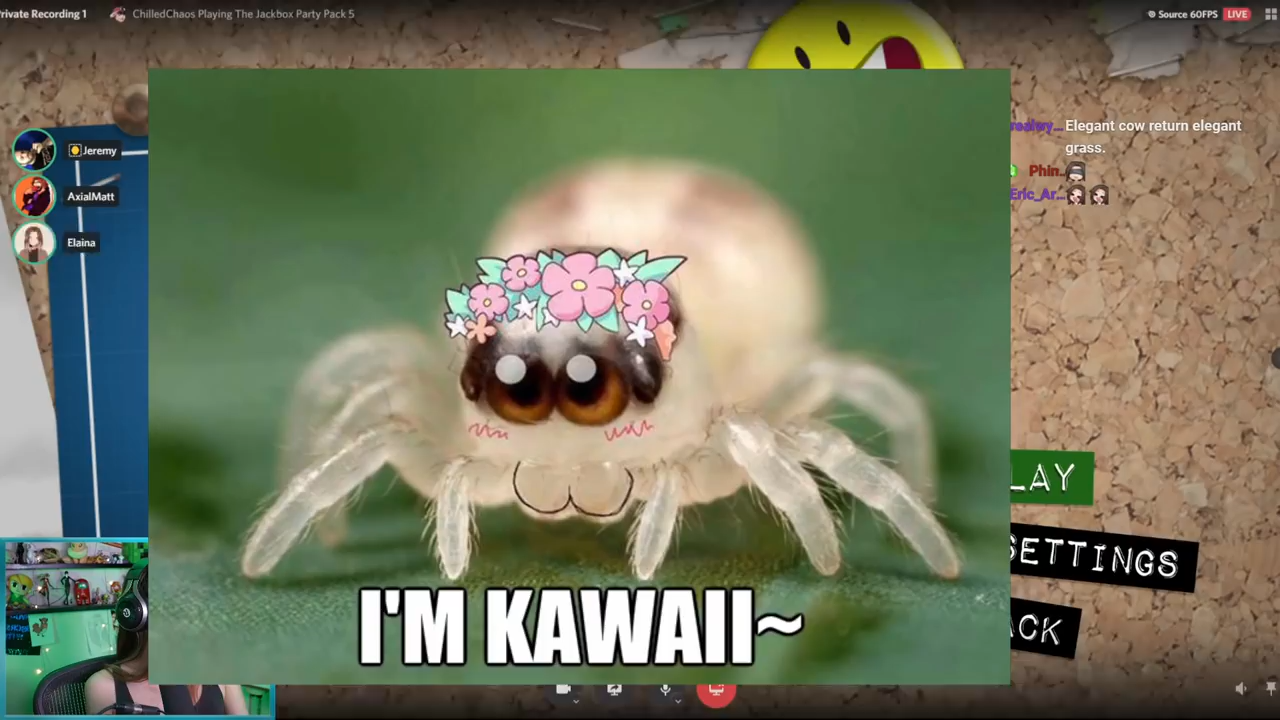 Private Recording 1
ChilledChaos Playing The Jackbox Party Pack 5
Source 60FPS LIVE
Jeremy
AxialMatt
Elaina
Elegant cow return elegant
grass.
Phin..
Eric_Ar...
LAY
SETTINGS
ACK
I'M KAWAII~